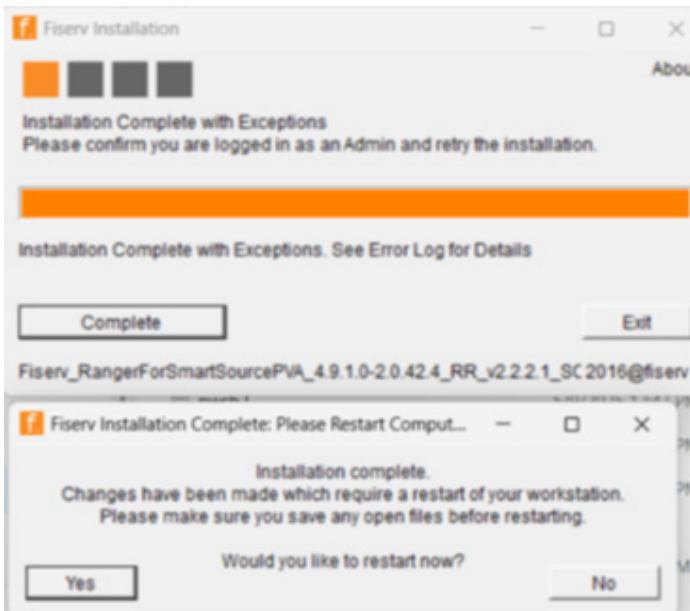 Fiserv Installation
Abou
Installation Complete with Exceptions
Please confirm you are logged in as an Admin and retry the installation.
Installation Complete with Exceptions. See Error Log for Details
Complete
Exit
Fiserv_RangerForSmartSourcePVA_4.9.1.0-2.0.42.4_RR_v2.2.2.1_SC 2016@fiserv
Fiserv Installation Complete: Please Restart Comput...
Installation complete.
Changes have been made which require a restart of your workstation.
Please make sure you save any open files before restarting.
Would you like to restart now?
Yes
No